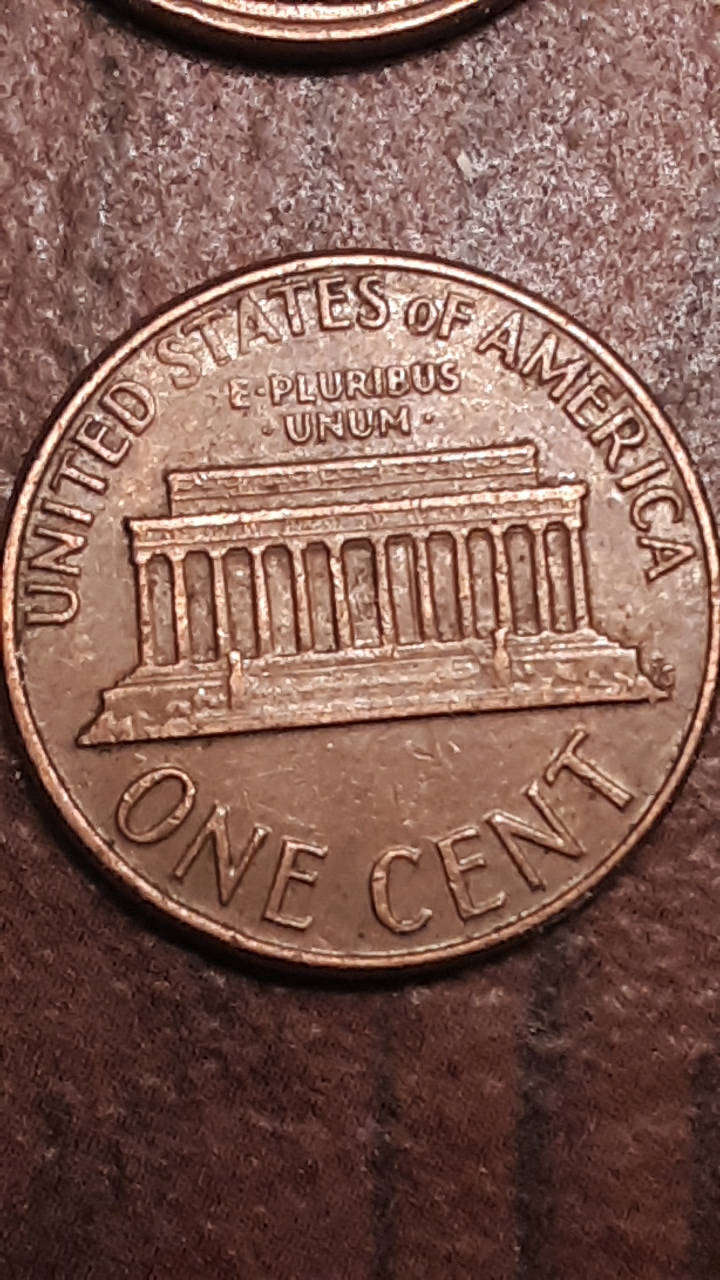 UNITED STATES OF AMERICA
E·PLURIBUS
·UNUM·
ONE CENT